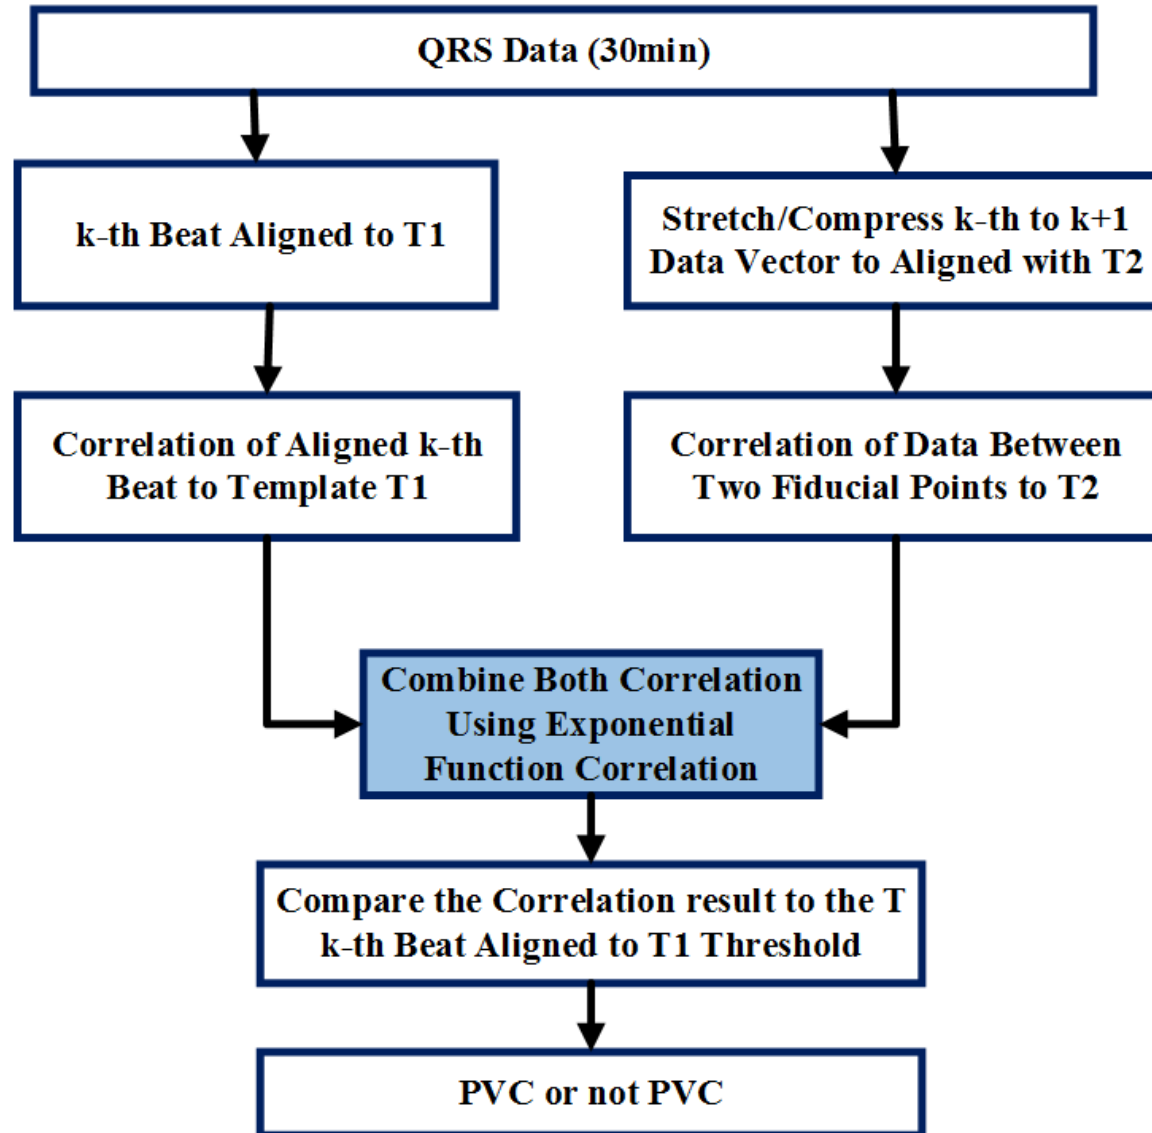 QRS Data (30min)
k-th Beat Aligned to T1
Stretch/Compress k-th to k+1
Data Vector to Aligned with T2
Correlation of Aligned k-th
Beat to Template T1
Correlation of Data Between
Two Fiducial Points to T2
Combine Both Correlation
Using Exponential
Function Correlation
Compare the Correlation result to the T
k-th Beat Aligned to T1 Threshold
PVC or not PVC